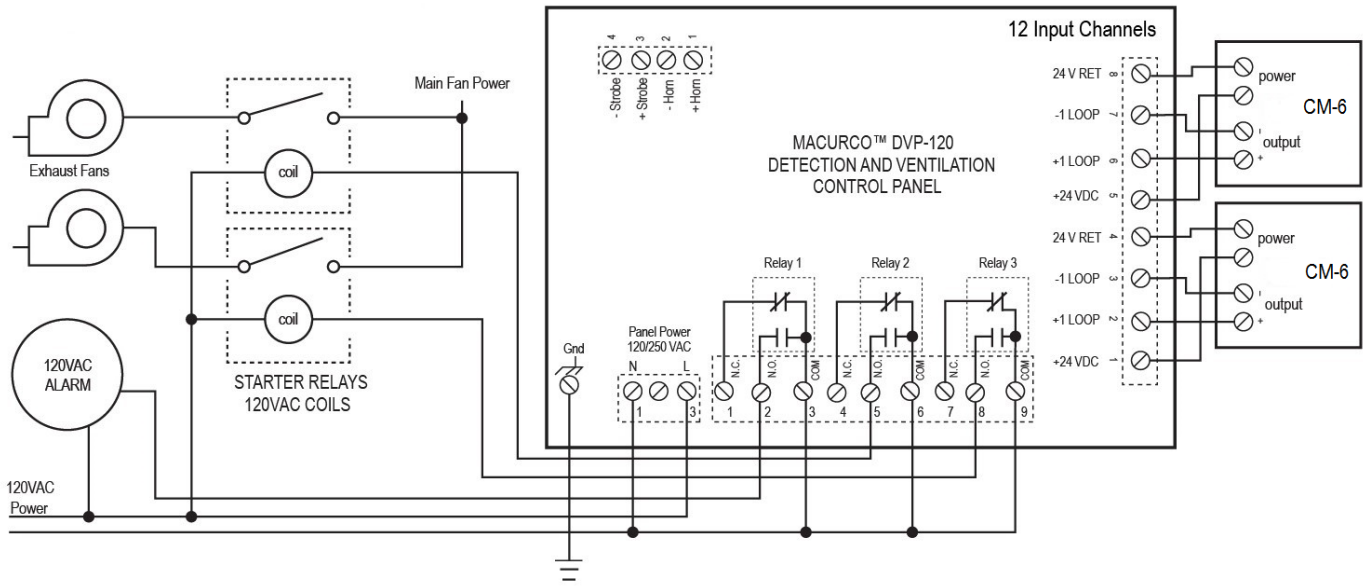 12 Input Channels
4 3 2 1
- Strobe
+ Strobe
- Horn
+ Horn
MACURCO™ DVP-120
DETECTION AND VENTILATION
CONTROL PANEL
24 V RET 8
-1 LOOP 7
+1 LOOP 6
+24 VDC 5
24 V RET 4
-1 LOOP 3
+1 LOOP 2
+24 VDC 1
power
CM-6
- output
+
power
CM-6
- output
+
Main Fan Power
Exhaust Fans
coil
coil
STARTER RELAYS
120VAC COILS
120VAC
ALARM
120VAC
Power
Gnd
Panel Power
120/250 VAC
N L
1 3
Relay 1
Relay 2
Relay 3
N.C. N.O. COM N.C. N.O. COM N.C. N.O. COM
1 2 3 4 5 6 7 8 9